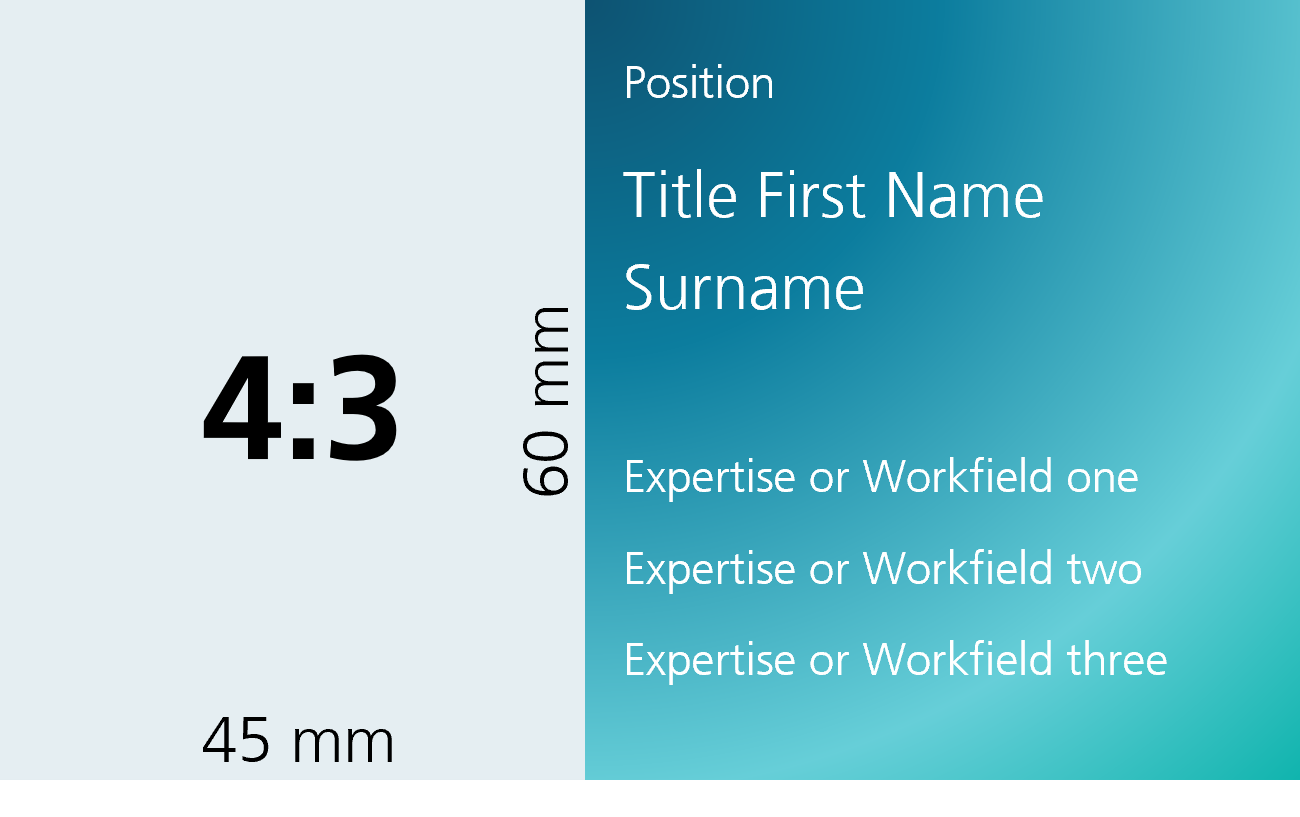 4:3
60 mm
45 mm
Position
Title First Name
Surname
Expertise or Workfield one
Expertise or Workfield two
Expertise or Workfield three